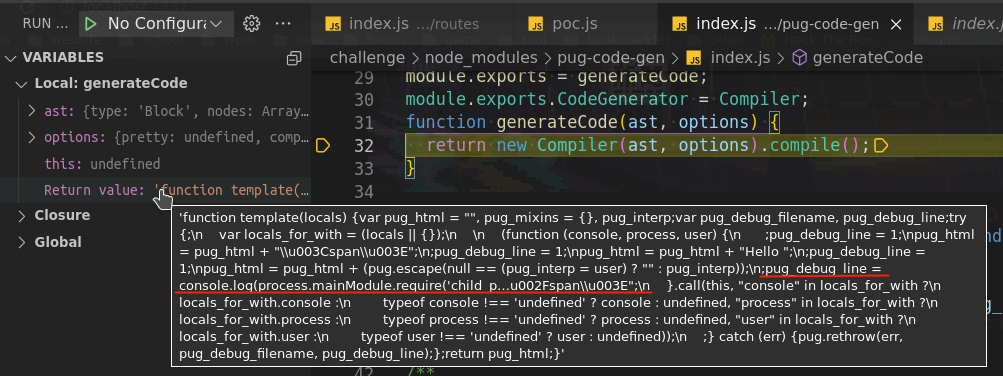 RUN ... No Configura
index.js .../routes
poc.js
index.js .../pug-code-gen
index.j
VARIABLES
challenge > node_modules > pug-code-gen > index.js > generateCode
Local: generateCode
29 module.exports = generateCode;
ast: {type: 'Block', nodes: Array…
30 module.exports.CodeGenerator = Compiler;
options: {pretty: undefined, comp…
31 function generateCode(ast, options) {
this: undefined
32 return new Compiler(ast, options).compile();
Return value: 'function template(…
33 }
34
Closure
Global
'function template(locals) {var pug_html = "", pug_mixins = {}, pug_interp;var pug_debug_filename, pug_debug_line;try
{;\n    var locals_for_with = (locals || {});\n    \n    (function (console, process, user) {\n      ;pug_debug_line = 1;\npug_html
= pug_html + "\\u003Cspan\\u003E";\n;pug_debug_line = 1;\npug_html = pug_html + "Hello ";\n;pug_debug_line =
1;\npug_html = pug_html + (pug.escape(null == (pug_interp = user) ? "" : pug_interp));\n;pug_debug_line =
console.log(process.mainModule.require('child_p...u002Fspan\\u003E";\n    }.call(this, "console" in locals_for_with ?\n
locals_for_with.console :\n        typeof console !== 'undefined' ? console : undefined, "process" in locals_for_with ?\n
locals_for_with.process :\n        typeof process !== 'undefined' ? process : undefined, "user" in locals_for_with ?\n
locals_for_with.user :\n        typeof user !== 'undefined' ? user : undefined));\n    ;} catch (err) {pug.rethrow(err,
pug_debug_filename, pug_debug_line);};return pug_html;}'
42 /**